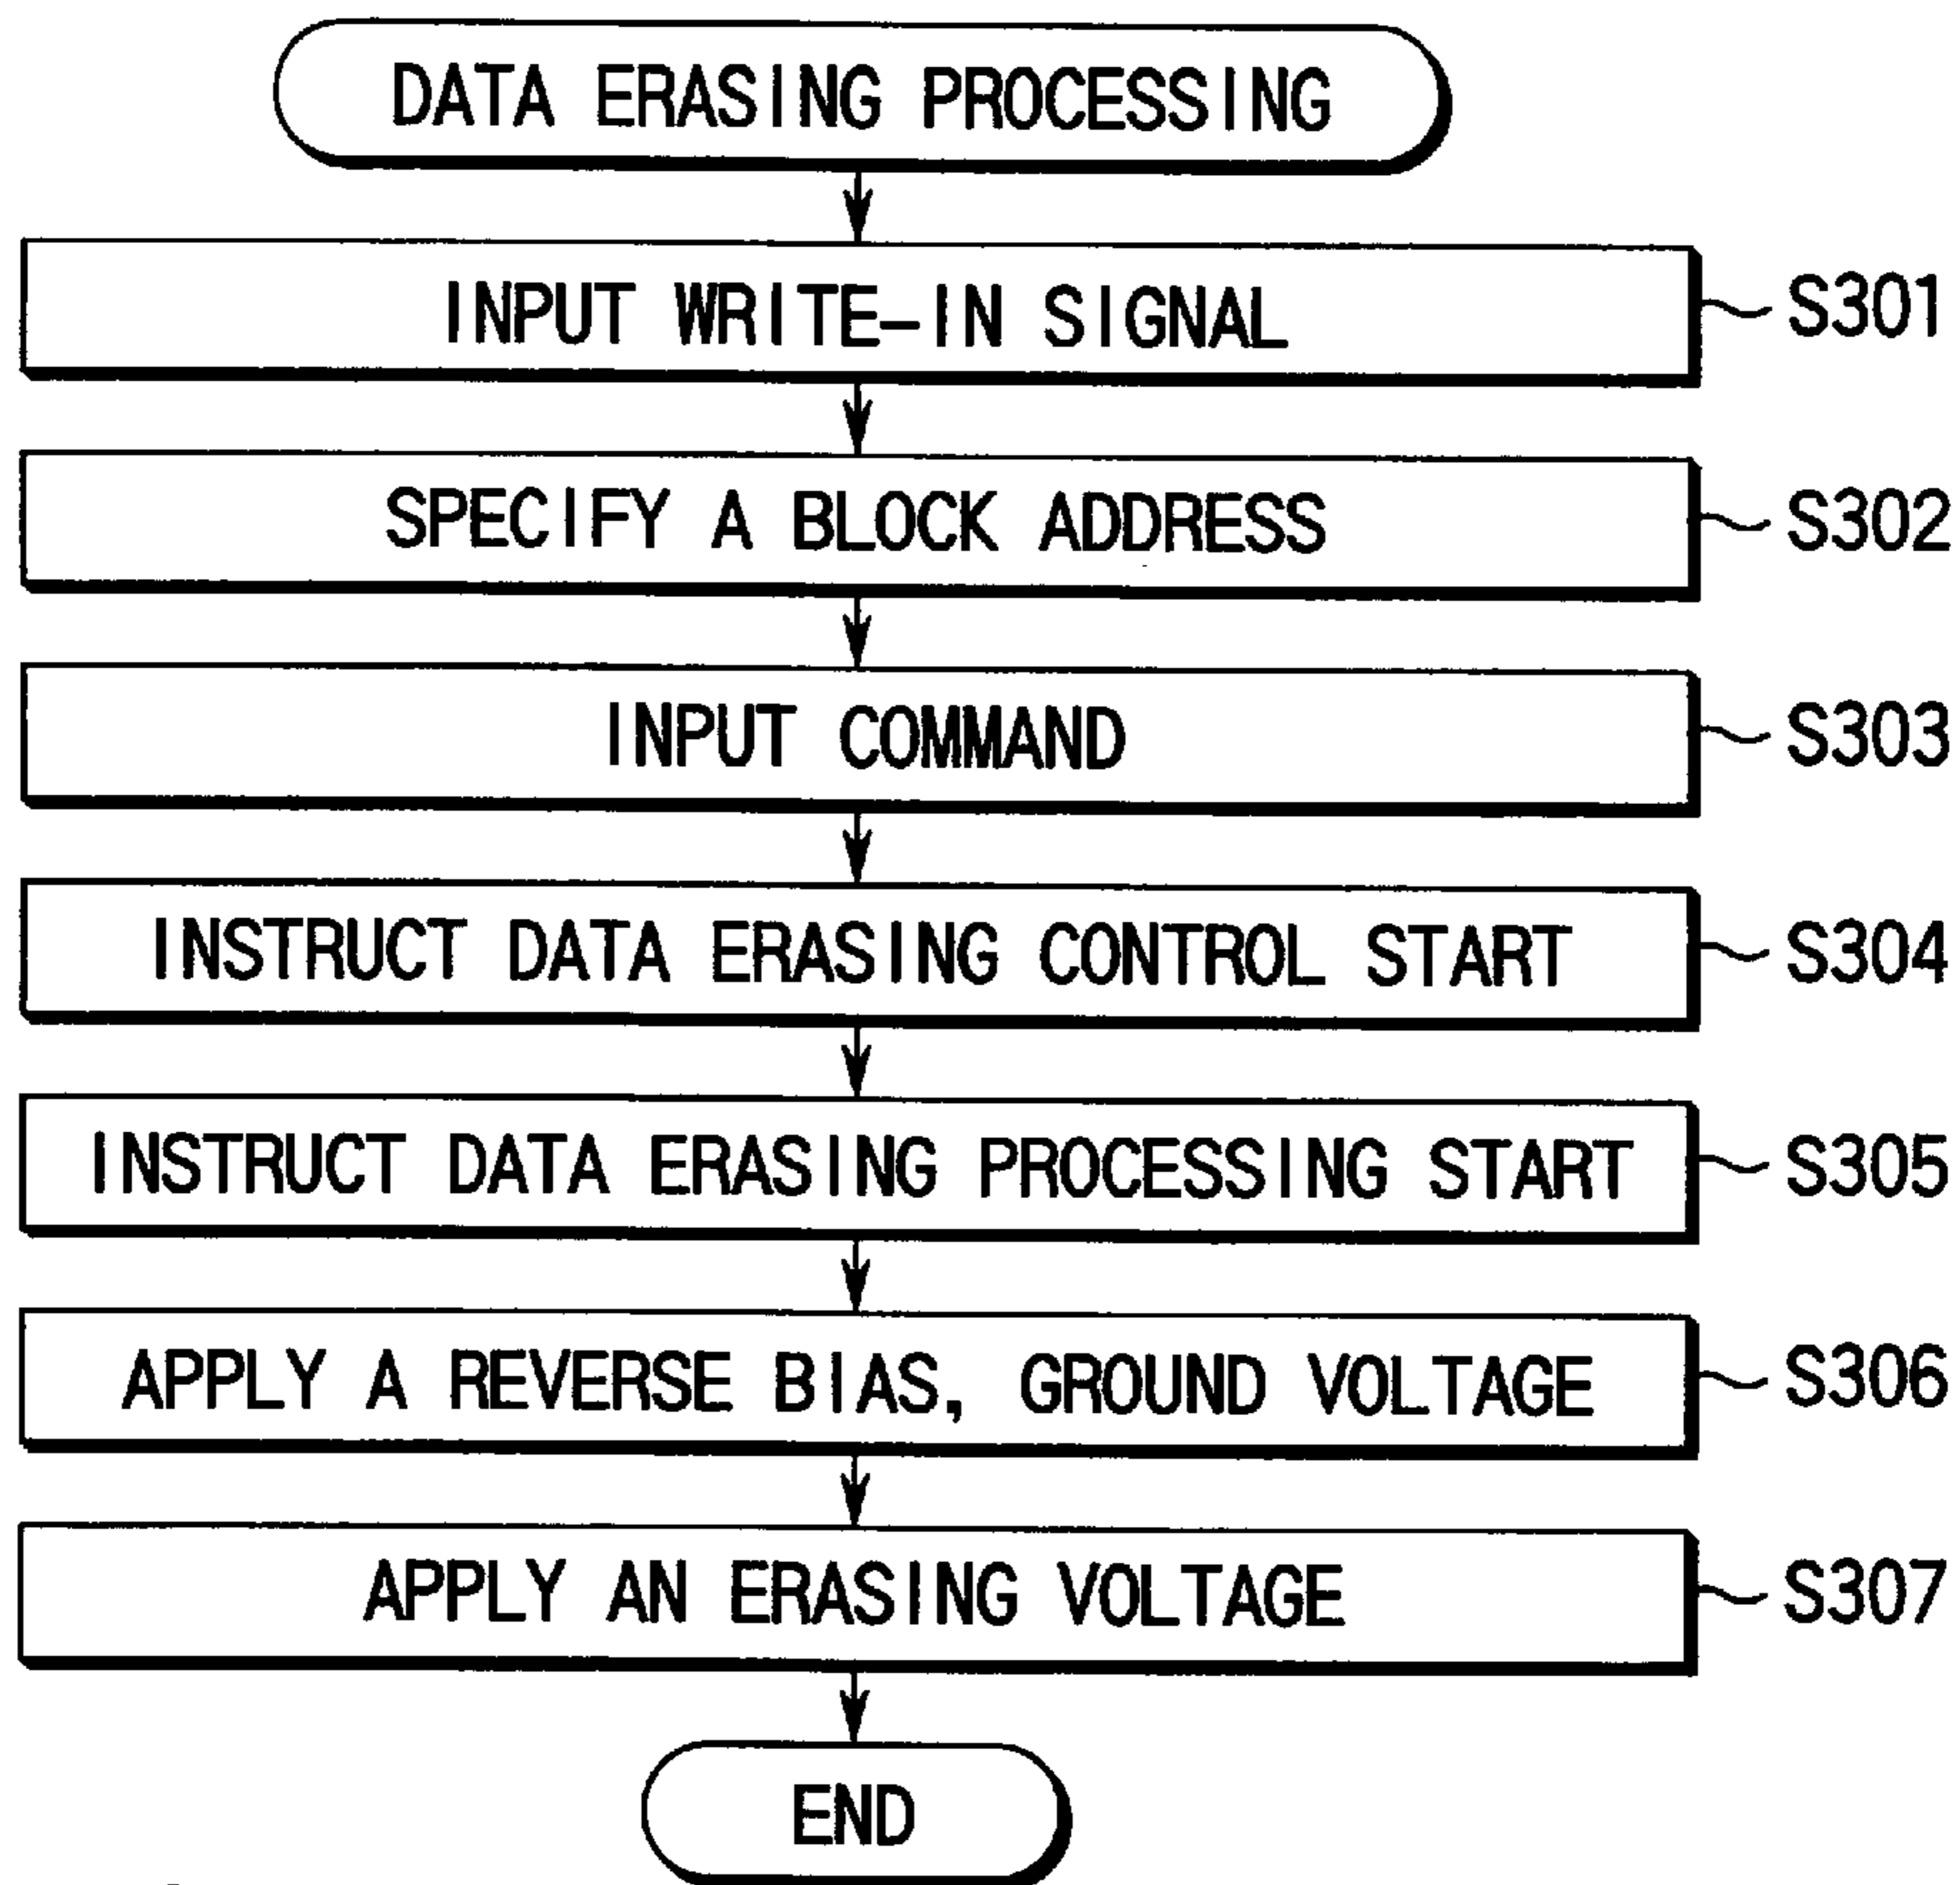 DATA ERASING PROCESSING
INPUT WRITE-IN SIGNAL
S301
SPECIFY A BLOCK ADDRESS
S302
INPUT COMMAND
S303
INSTRUCT DATA ERASING CONTROL START
S304
INSTRUCT DATA ERASING PROCESSING START
S305
APPLY A REVERSE BIAS, GROUND VOLTAGE
S306
APPLY AN ERASING VOLTAGE
S307
END